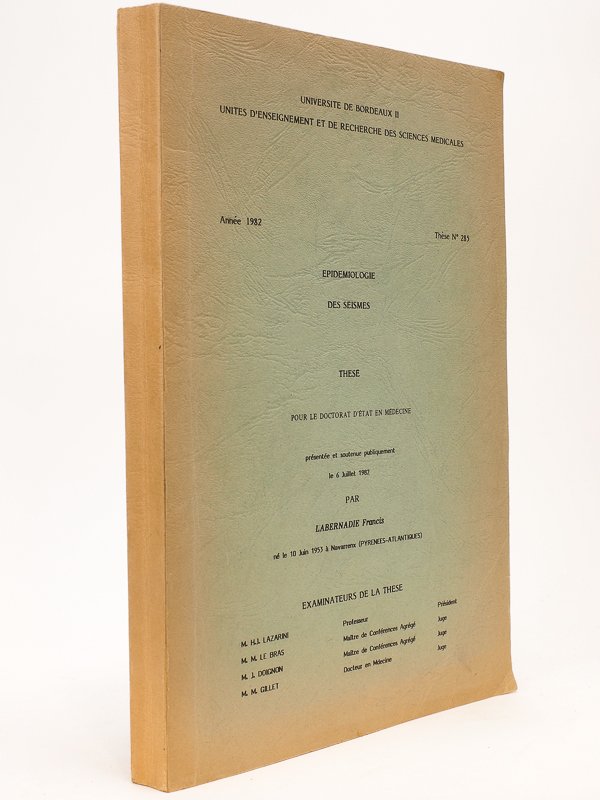 UNIVERSITE DE BORDEAUX II
UNITES D'ENSEIGNEMENT ET DE RECHERCHE DES SCIENCES MEDICALES
Année 1982
Thèse N° 285
EPIDEMIOLOGIE
DES SEISMES
THESE
POUR LE DOCTORAT D'ÉTAT EN MÉDECINE
présentée et soutenue publiquement
le 6 Juillet 1982
PAR
LABERNADIE Francis
né le 10 Juin 1953 à Navarrenx (PYRENEES-ATLANTIQUES)
EXAMINATEURS DE LA THESE
M. H.J. LAZARINI Professeur Président
M. M. LE BRAS Maître de Conférences Agrégé Juge
M. J. DOIGNON Maître de Conférences Agrégé Juge
M. M. GILLET Docteur en Médecine Juge